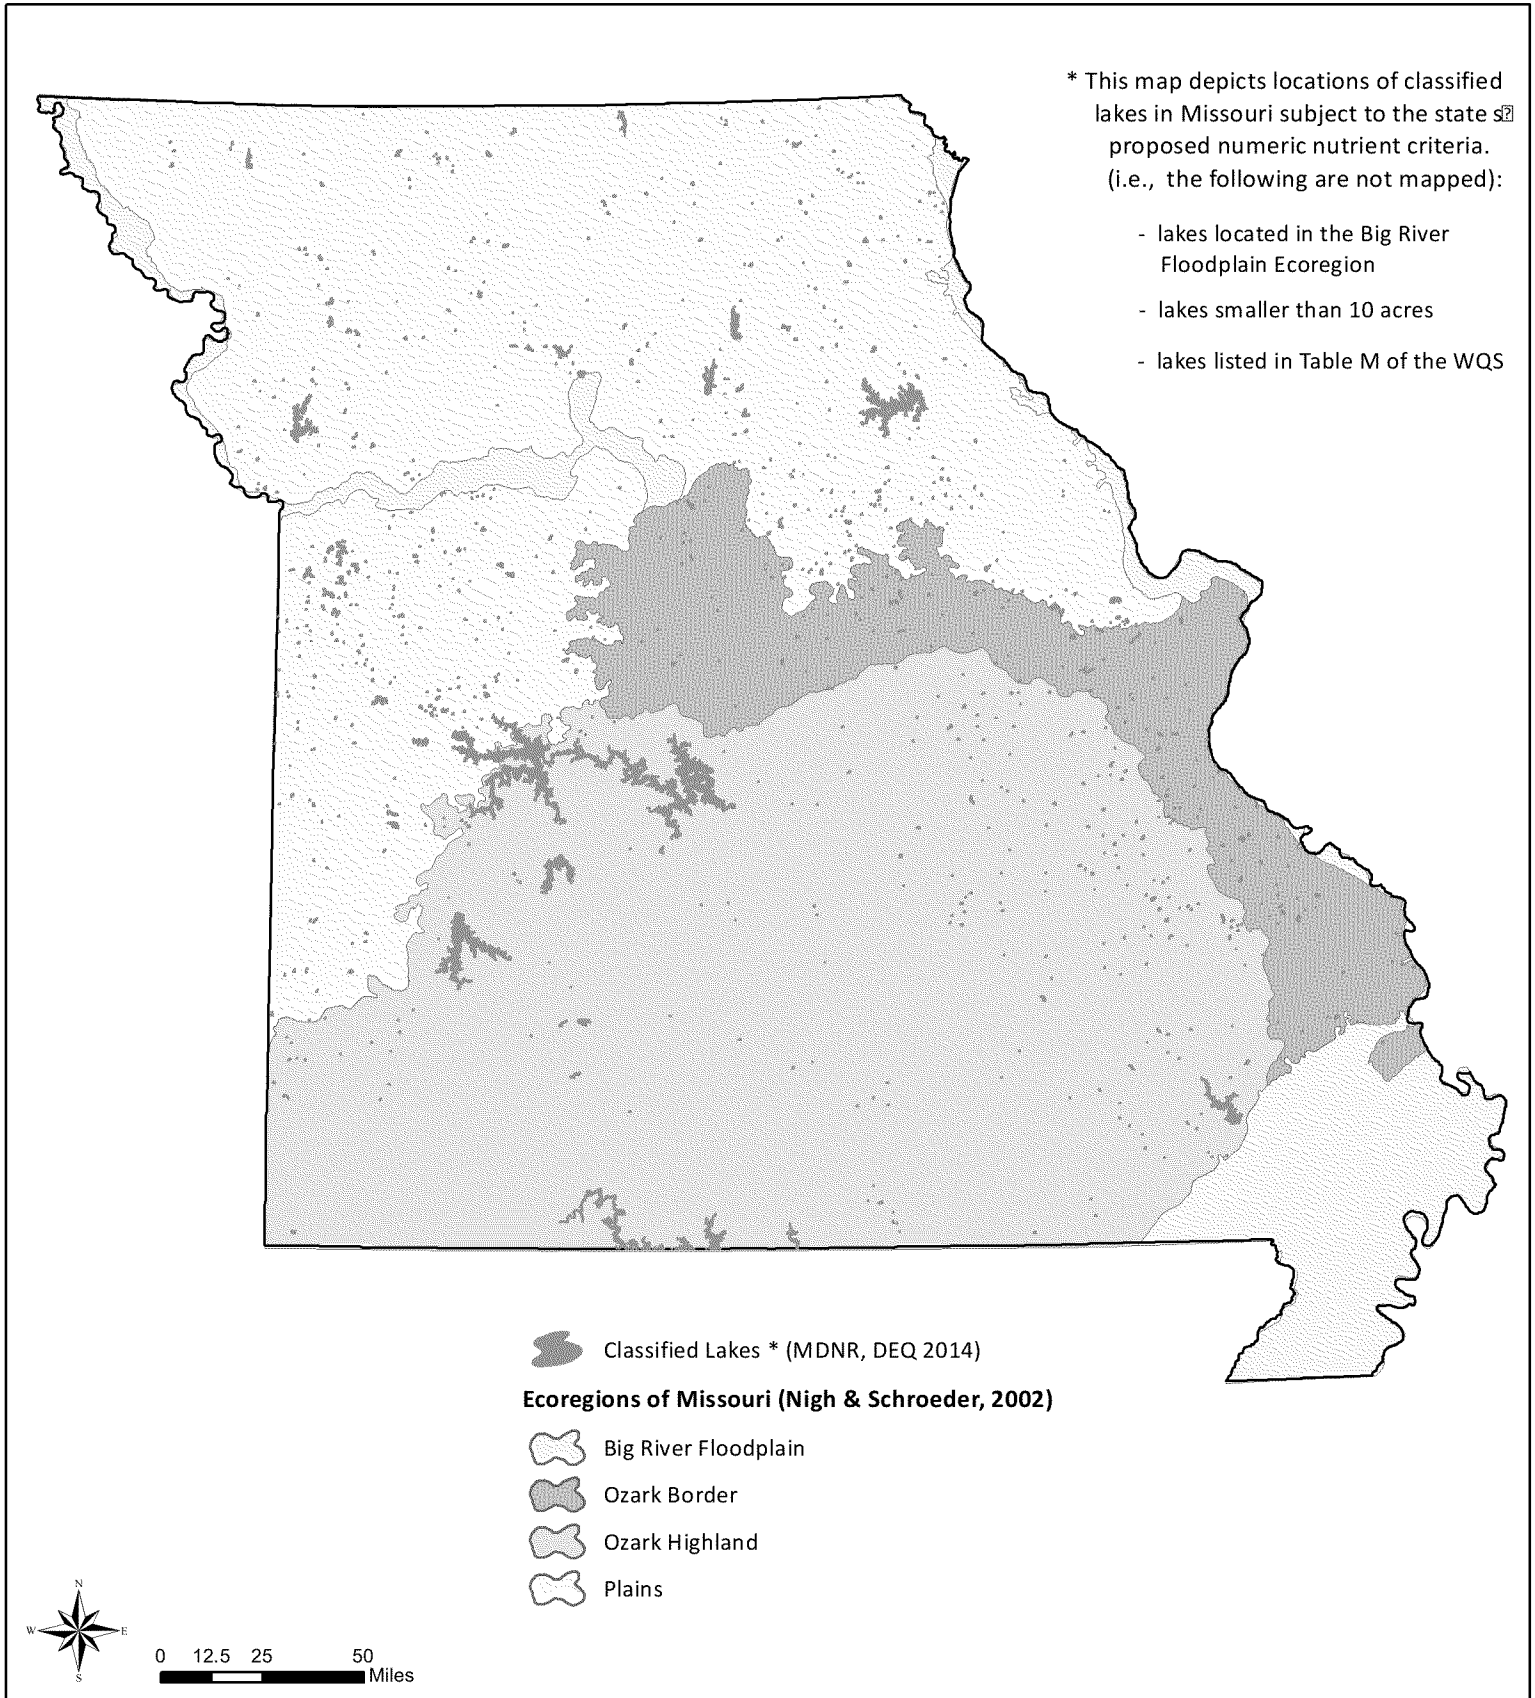 * This map depicts locations of classified
lakes in Missouri subject to the state s
proposed numeric nutrient criteria.
(i.e., the following are not mapped):
- lakes located in the Big River
Floodplain Ecoregion
- lakes smaller than 10 acres
- lakes listed in Table M of the WQS
Classified Lakes * (MDNR, DEQ 2014)
Ecoregions of Missouri (Nigh & Schroeder, 2002)
Big River Floodplain
Ozark Border
Ozark Highland
Plains
N
W E
S
0 12.5 25 50
Miles